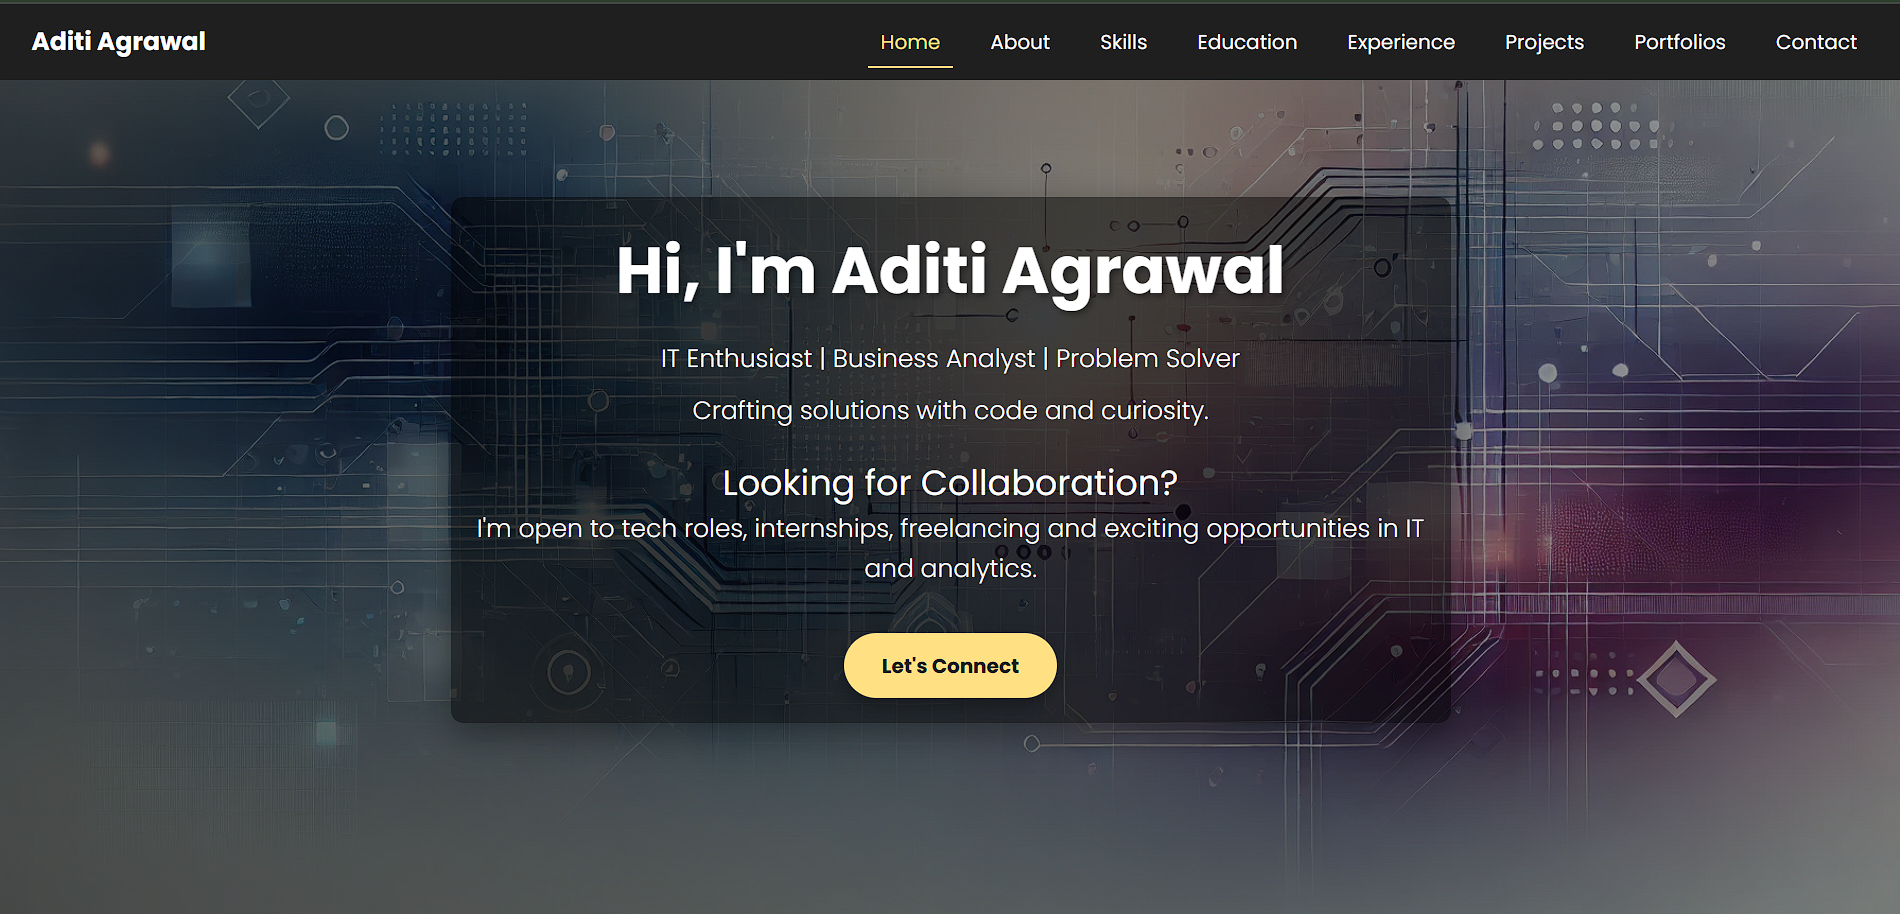 Aditi Agrawal
Home
About
Skills
Education
Experience
Projects
Portfolios
Contact
Hi, I'm Aditi Agrawal
IT Enthusiast | Business Analyst | Problem Solver
Crafting solutions with code and curiosity.
Looking for Collaboration?
I'm open to tech roles, internships, freelancing and exciting opportunities in IT
and analytics.
Let's Connect